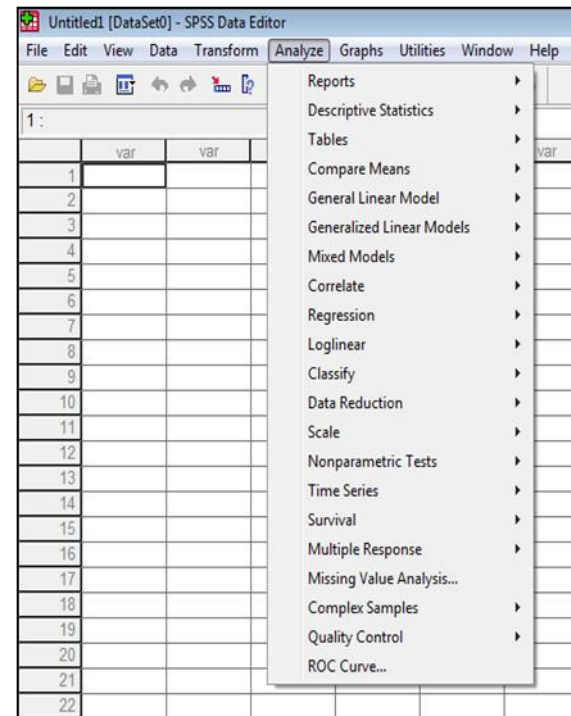 Untitled1 [DataSet0] - SPSS Data Editor
File Edit View Data Transform Analyze Graphs Utilities Window Help
1 :
var var var
Reports
Descriptive Statistics
Tables
Compare Means
General Linear Model
Generalized Linear Models
Mixed Models
Correlate
Regression
Loglinear
Classify
Data Reduction
Scale
Nonparametric Tests
Time Series
Survival
Multiple Response
Missing Value Analysis...
Complex Samples
Quality Control
ROC Curve...
1
2
3
4
5
6
7
8
9
10
11
12
13
14
15
16
17
18
19
20
21
22